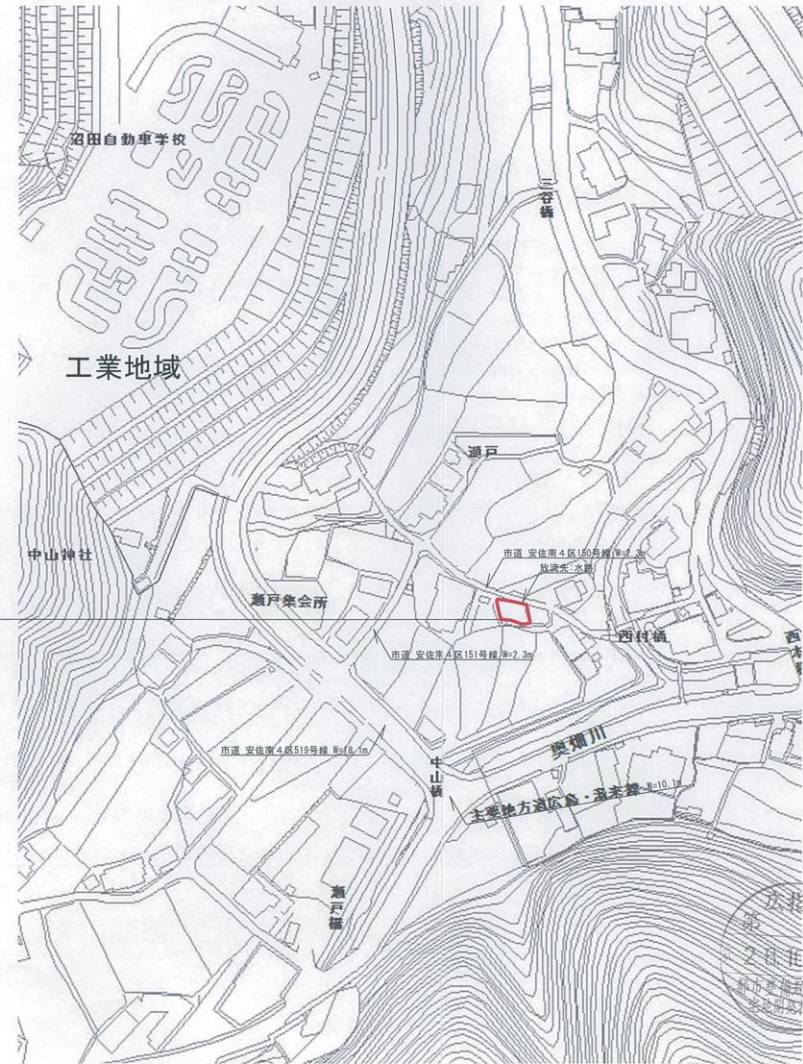 沼田自動車学校
三谷橋
工業地域
瀬戸
市道 安佐南4区150号線 W=2.3m
放流先:水路
中山神社
瀬戸集会所
西付橋
市道 安佐南4区151号線 W=2.3m
奥畑川
市道 安佐南4区519号線 W=18.1m
中山橋
主要地方道広島・湯来線 W=10.1m
瀬戸橋